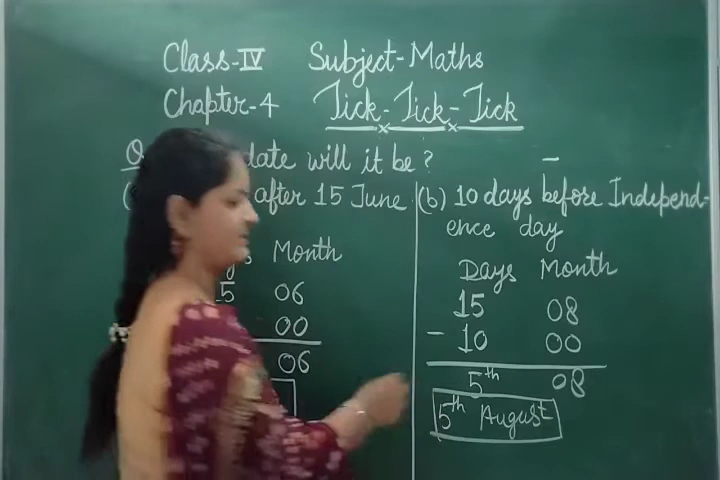 Class-IV Subject-Maths
Chapter-4 Tick-Tick-Tick
Q date will it be ?
( after 15 June
Month
5 06
00
06
(b) 10 days before Independ-
ence day
Days Month
15 08
- 10 00
5th 08
5th August